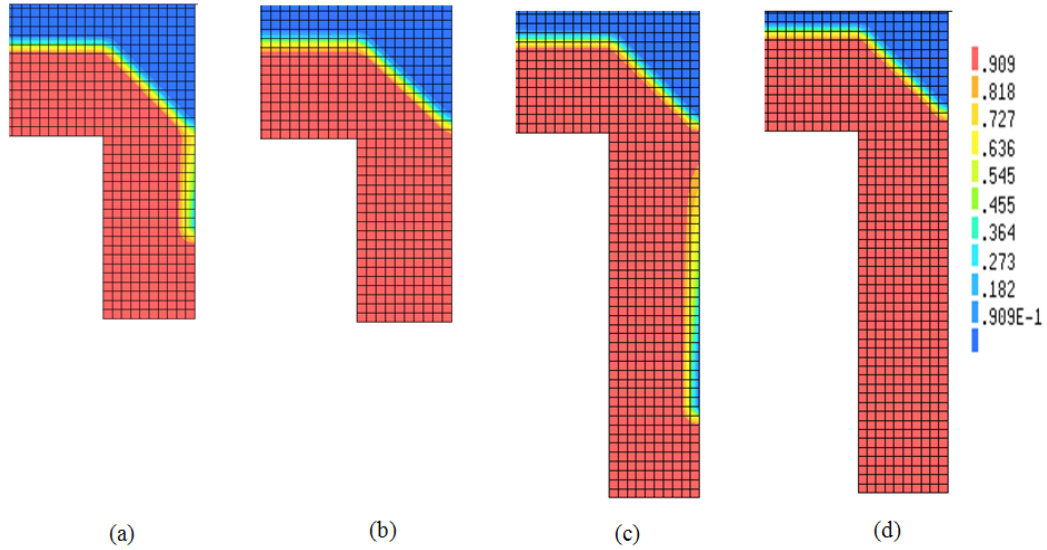 .909
.818
.727
.636
.545
.455
.364
.273
.182
.909E-1
(a)
(b)
(c)
(d)